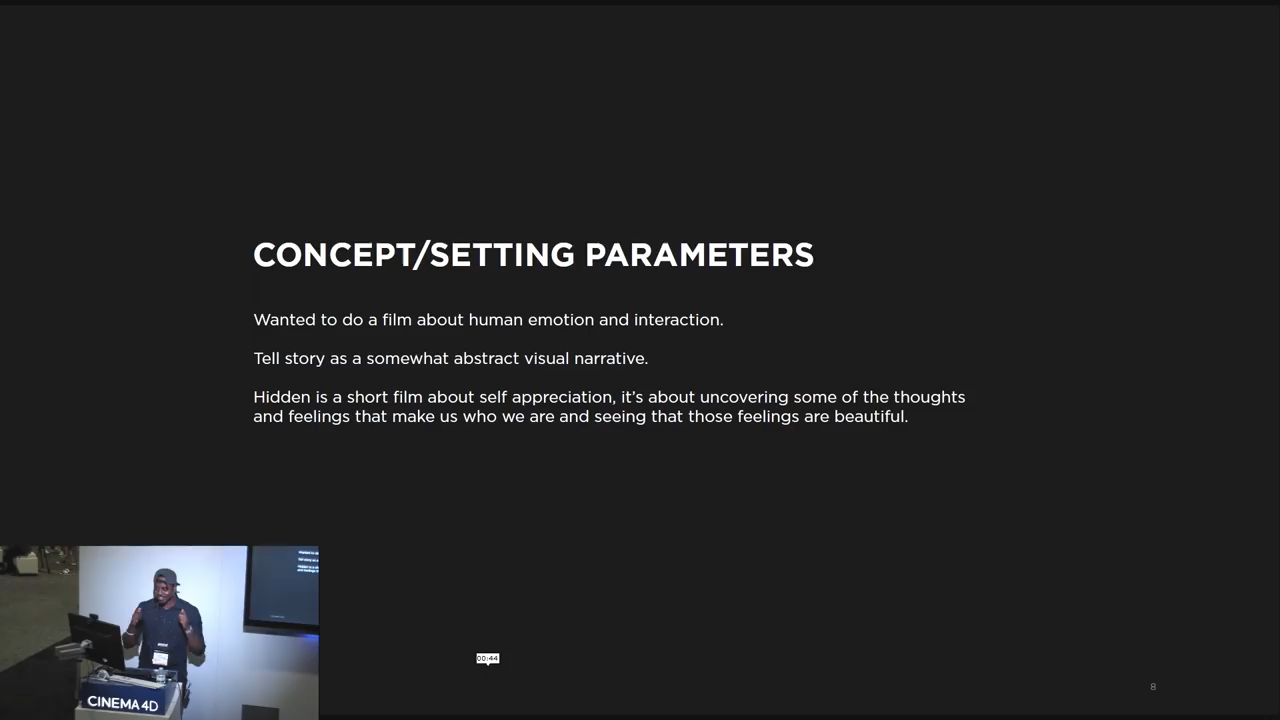 CONCEPT/SETTING PARAMETERS
Wanted to do a film about human emotion and interaction.
Tell story as a somewhat abstract visual narrative.
Hidden is a short film about self appreciation, it’s about uncovering some of the thoughts
and feelings that make us who we are and seeing that those feelings are beautiful.
CINEMA 4D
00:44
8